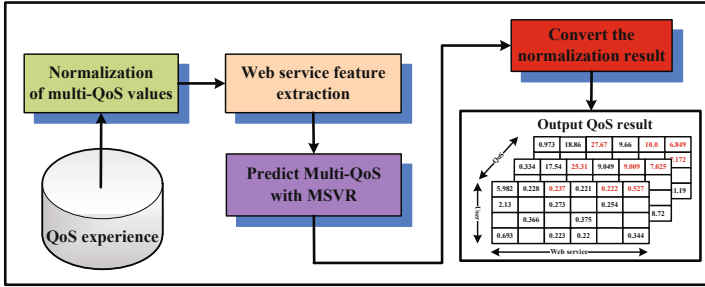 Normalization
of multi-QoS values
Web service feature
extraction
Convert the
normalization result
Predict Multi-QoS
with MSVR
QoS experience
Output QoS result
QoS
User
Web service
0.973 18.86 27.67 9.66 10.0 6.849
7.172
0.334 17.54 25.31 9.049 9.009 7.025
5.982 0.228 0.237 0.221 0.222 0.527
1.19
2.13 0.273 0.254
8.72
0.366 0.375
0.693 0.223 0.22 0.344